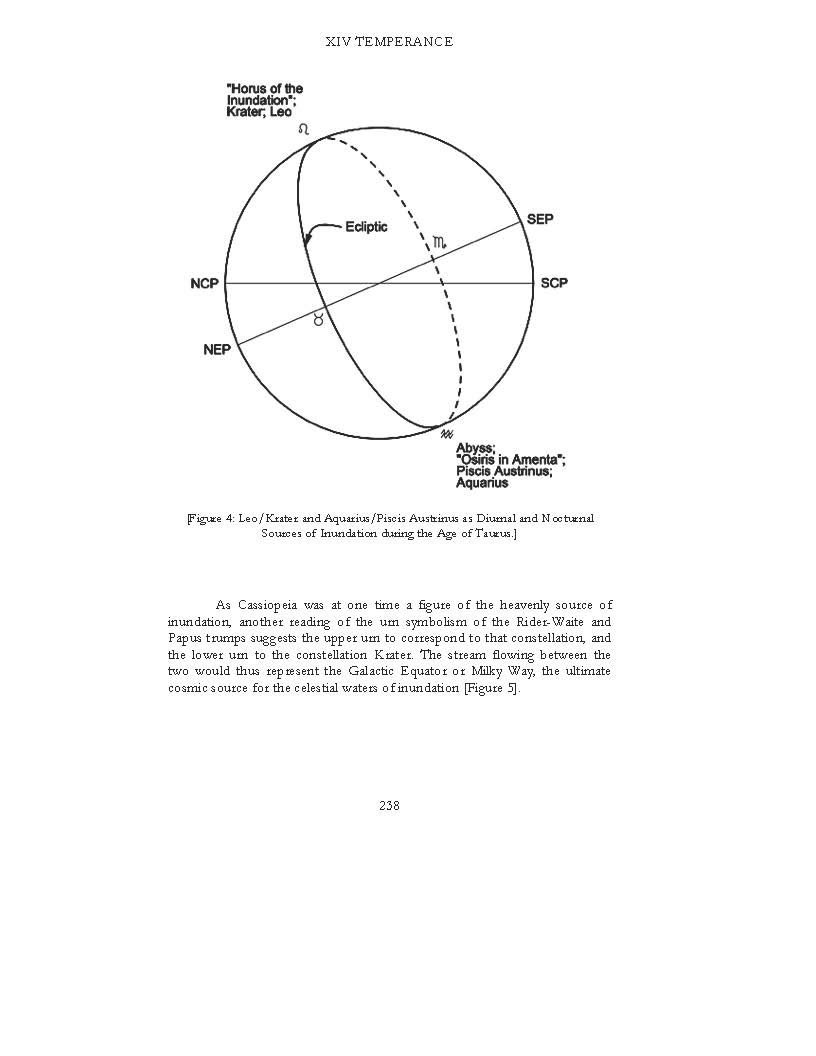 XIV TEMPERANCE
"Horus of the
Inundation";
Krater; Leo
♌
SEP
Ecliptic
♏
NCP
SCP
♉
NEP
♒
Abyss;
"Osiris in Amenta";
Piscis Austrinus;
Aquarius
[Figure 4: Leo/Krater and Aquarius/Piscis Austrinus as Diurnal and Nocturnal
Sources of Inundation during the Age of Taurus.]
As Cassiopeia was at one time a figure of the heavenly source of
inundation, another reading of the urn symbolism of the Rider-Waite and
Papus trumps suggests the upper urn to correspond to that constellation, and
the lower urn to the constellation Krater. The stream flowing between the
two would thus represent the Galactic Equator or Milky Way, the ultimate
cosmic source for the celestial waters of inundation [Figure 5].
238